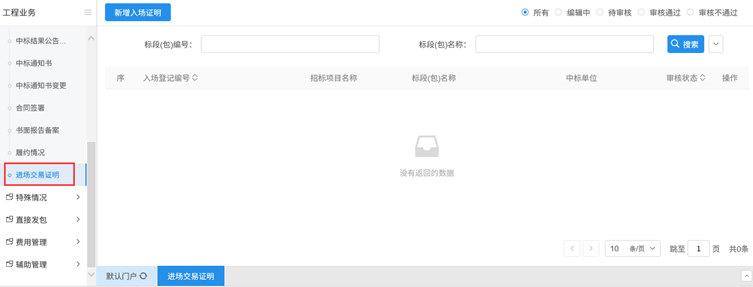 工程业务
中标结果公告...
中标通知书
中标通知书变更
合同签署
书面报告备案
履约情况
进场交易证明
特殊情况
直接发包
费用管理
辅助管理
新增入场证明
所有 编辑中 待审核 审核通过 审核不通过
标段(包)编号: 标段(包)名称: 搜索
序 入场登记编号 招标项目名称 标段(包)名称 中标单位 审核状态 操作
没有返回的数据
10 条/页 跳至 1 页 共0条
默认门户 进场交易证明